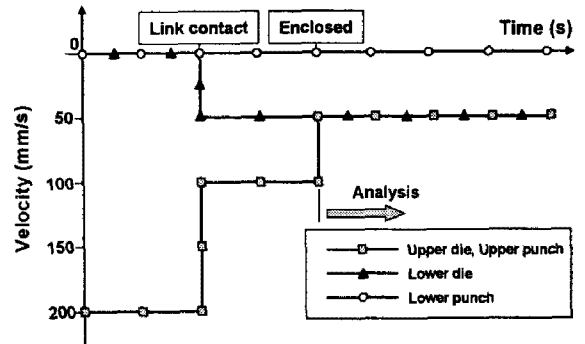 Link contact
Enclosed
Time (s)
0
50
100
150
200
Velocity (mm/s)
Analysis
Upper die, Upper punch
Lower die
Lower punch